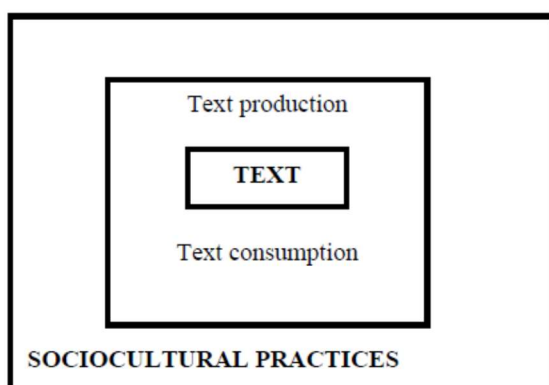 Text production
TEXT
Text consumption
SOCIOCULTURAL PRACTICES